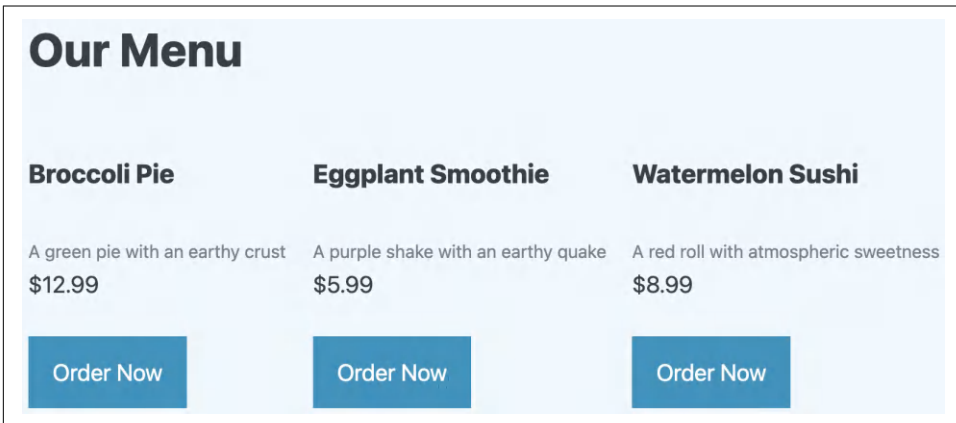 Our Menu
Broccoli Pie
A green pie with an earthy crust
$12.99
Order Now
Eggplant Smoothie
A purple shake with an earthy quake
$5.99
Order Now
Watermelon Sushi
A red roll with atmospheric sweetness
$8.99
Order Now